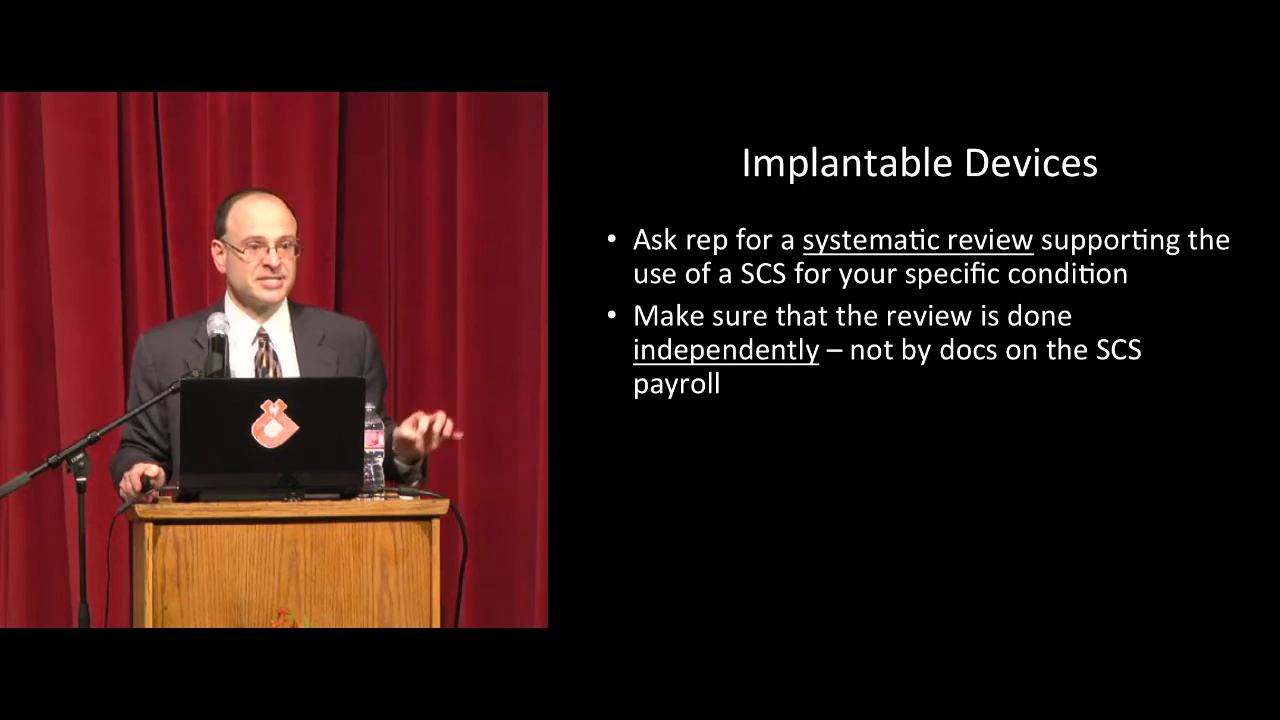 Implantable Devices
• Ask rep for a systematic review supporting the
use of a SCS for your specific condition
• Make sure that the review is done
independently – not by docs on the SCS
payroll